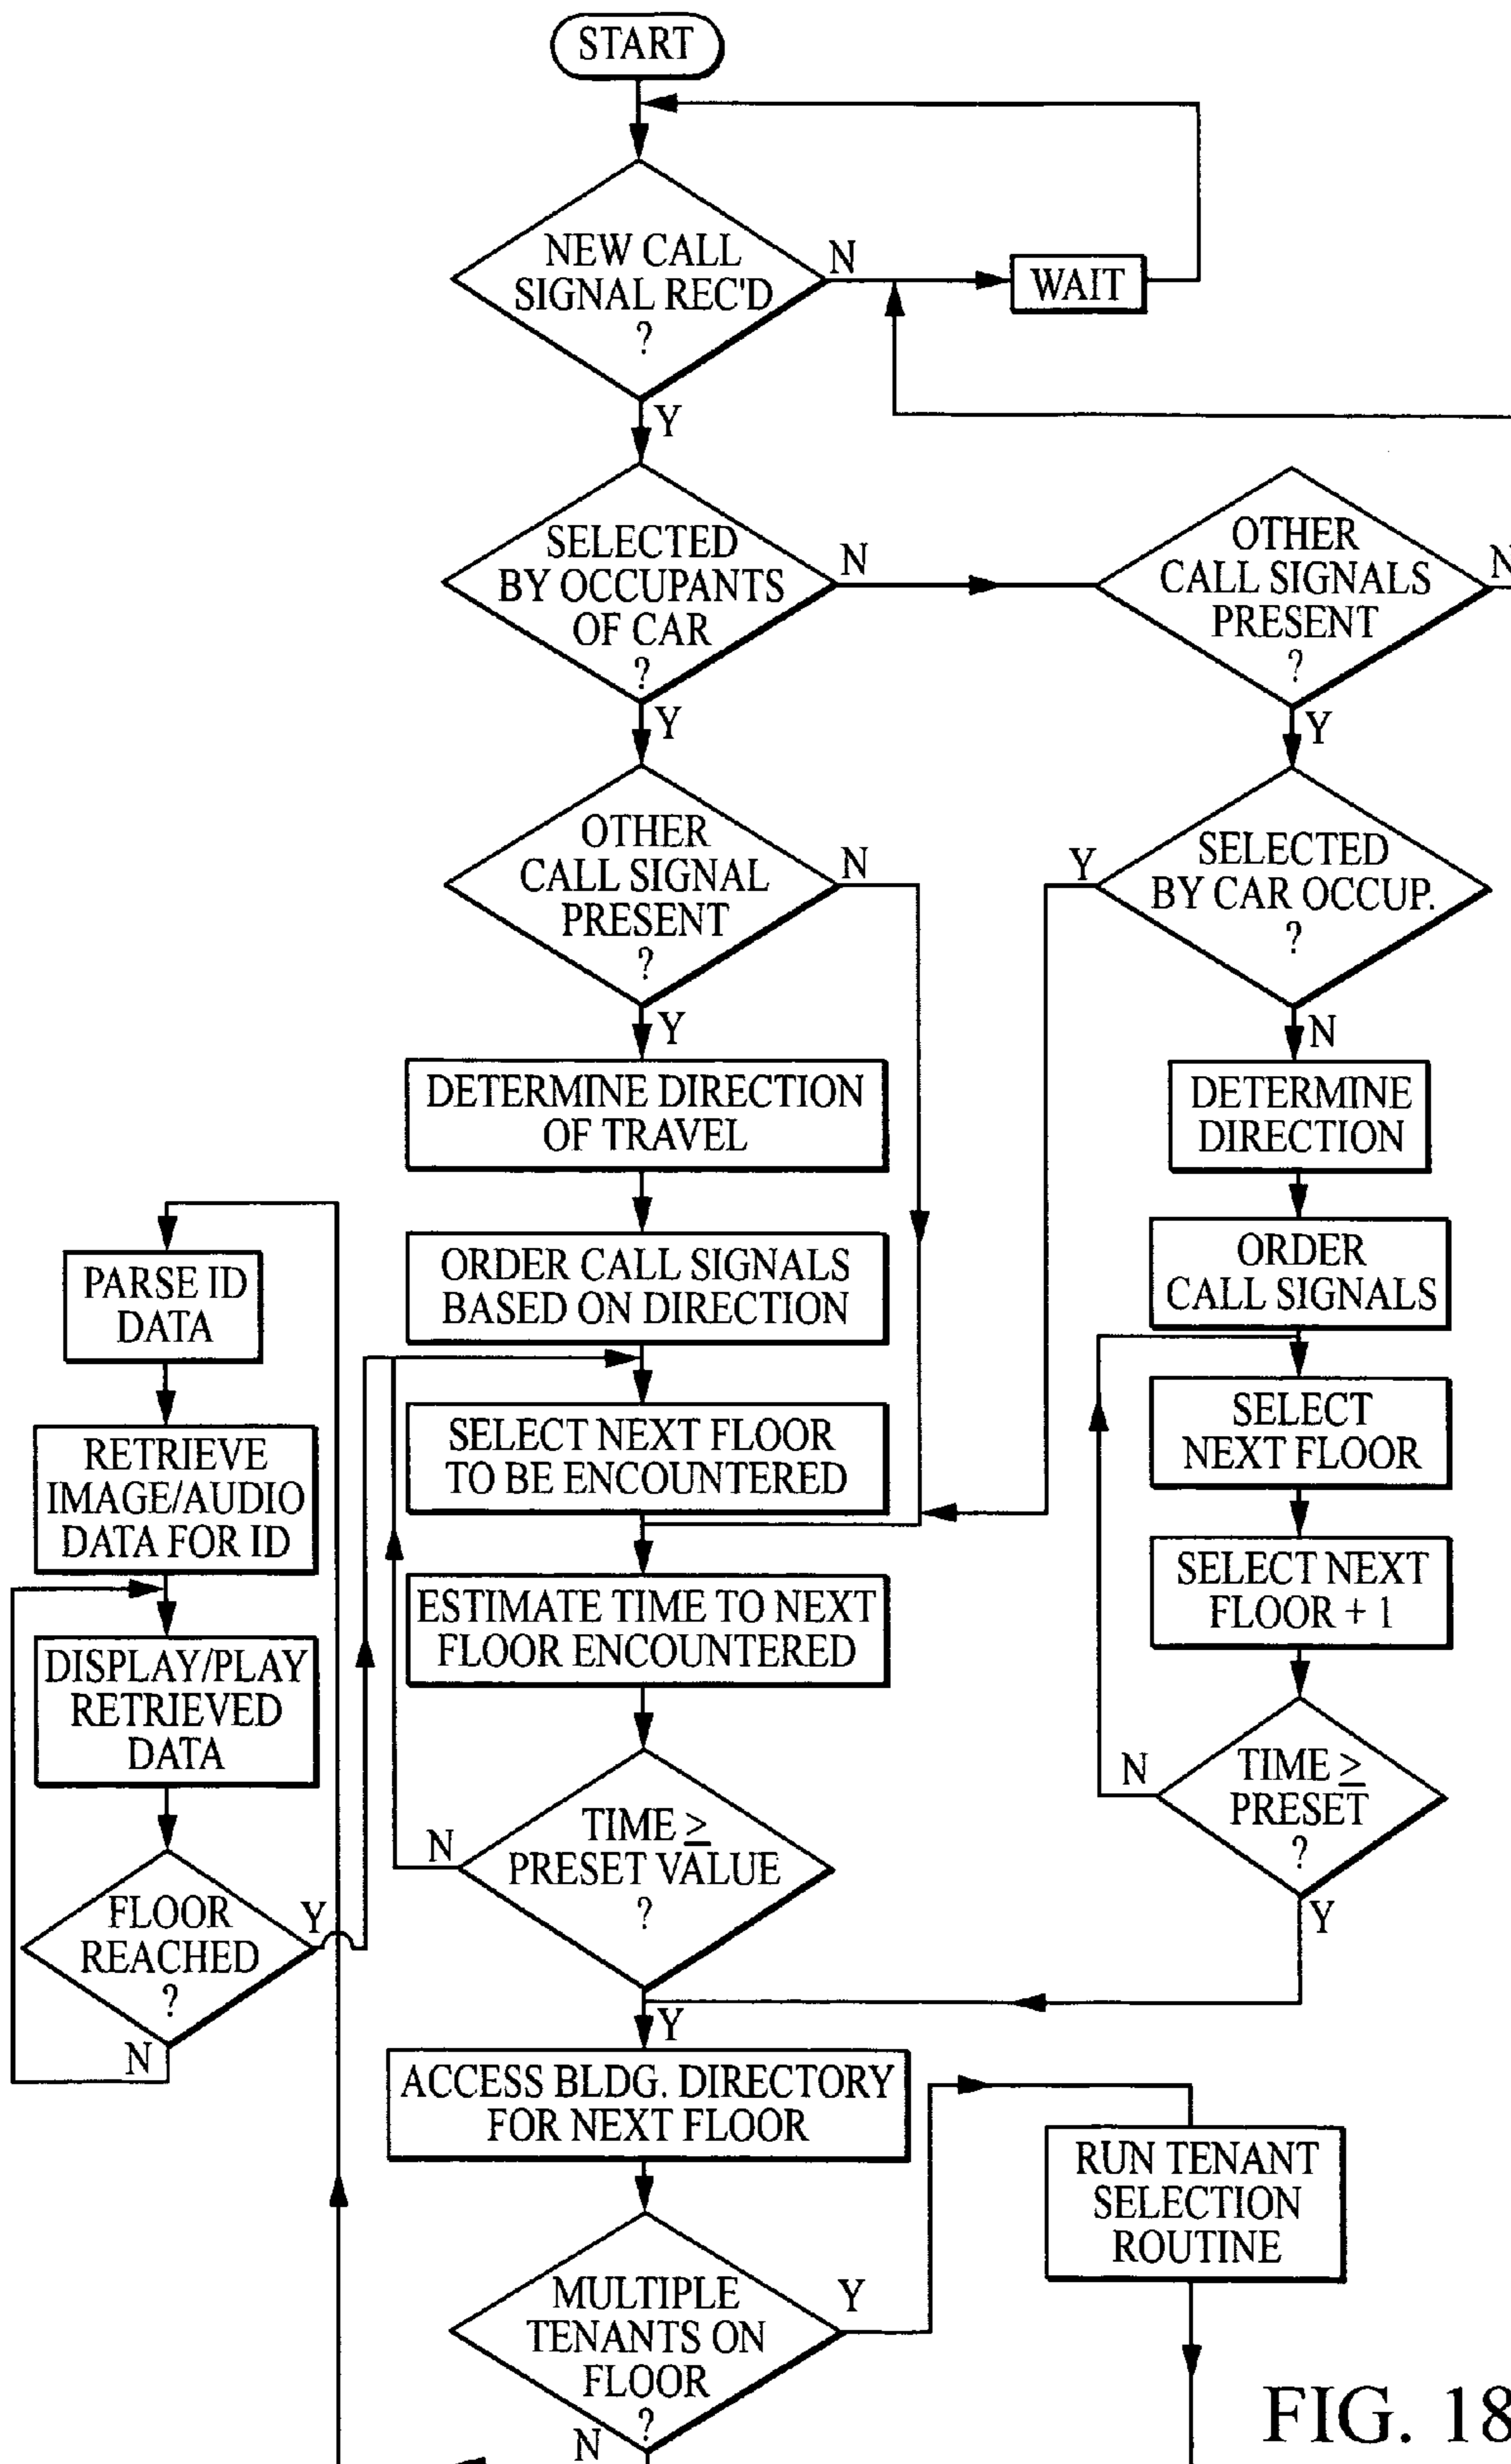 START
NEW CALL
SIGNAL REC'D
?
N
WAIT
Y
SELECTED
BY OCCUPANTS
OF CAR
?
N
OTHER
CALL SIGNALS
PRESENT
?
N
Y
Y
OTHER
CALL SIGNAL
PRESENT
?
N
Y
SELECTED
BY CAR OCCUP.
?
Y
N
DETERMINE DIRECTION
OF TRAVEL
DETERMINE
DIRECTION
ORDER CALL SIGNALS
BASED ON DIRECTION
ORDER
CALL SIGNALS
PARSE ID
DATA
SELECT NEXT FLOOR
TO BE ENCOUNTERED
SELECT
NEXT FLOOR
RETRIEVE
IMAGE/AUDIO
DATA FOR ID
ESTIMATE TIME TO NEXT
FLOOR ENCOUNTERED
SELECT NEXT
FLOOR + 1
DISPLAY/PLAY
RETRIEVED
DATA
TIME ≥
PRESET VALUE
?
N
TIME ≥
PRESET
?
N
Y
FLOOR
REACHED
?
Y
N
Y
ACCESS BLDG. DIRECTORY
FOR NEXT FLOOR
RUN TENANT
SELECTION
ROUTINE
MULTIPLE
TENANTS ON
FLOOR
?
Y
N
FIG. 18